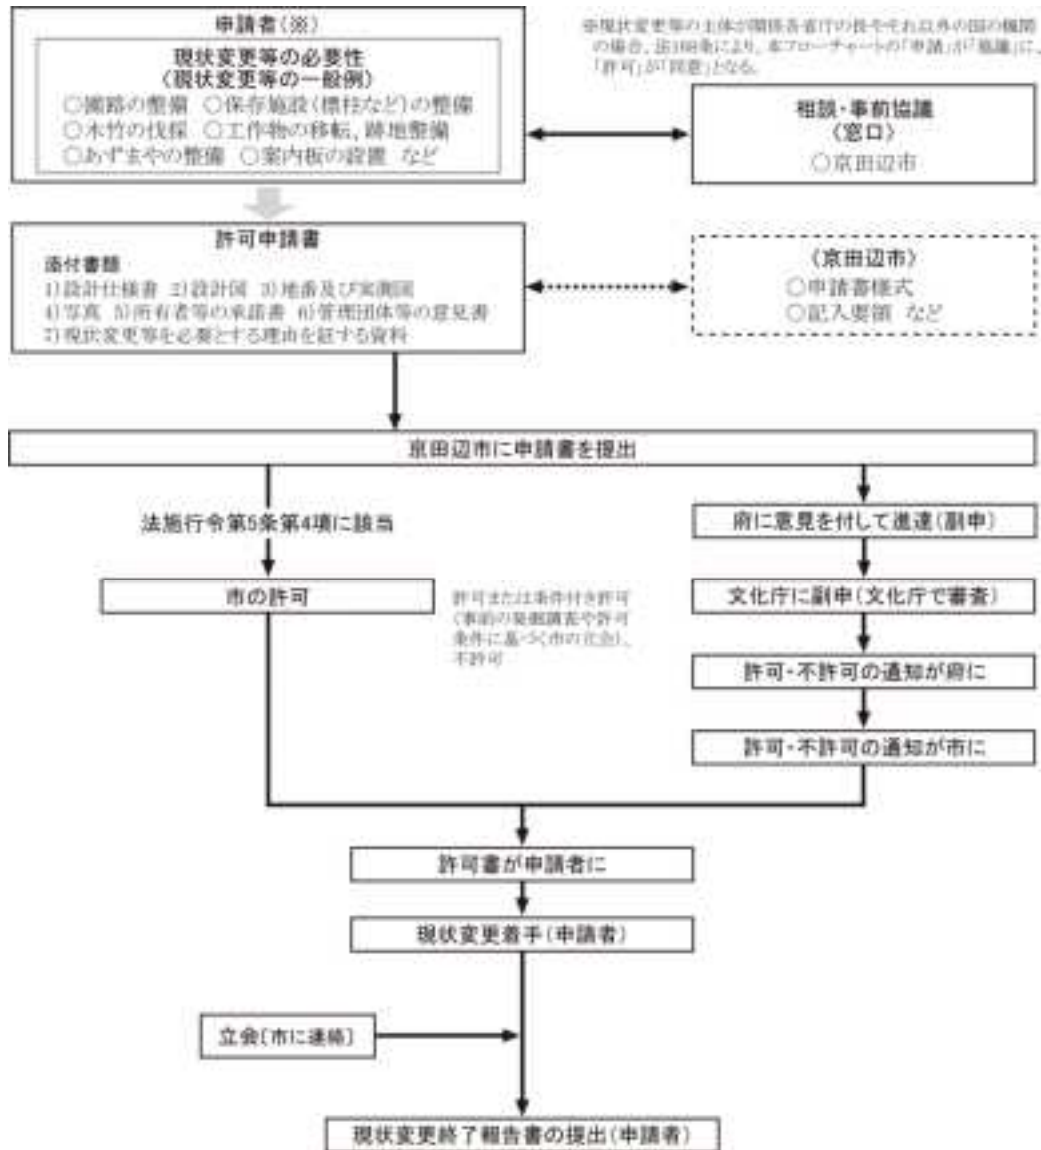 申請者(※)
現状変更等の必要性
(現状変更等の一般例)
○園路の整備 ○保存施設(標柱など)の整備
○木竹の伐採 ○工作物の移転、跡地整備
○あずまやの整備 ○案内板の設置 など
※現状変更等の主体が関係各省庁の長やそれ以外の国の機関
の場合、法168条により、本フローチャートの「申請」が「協議」に、
「許可」が「同意」となる。
相談・事前協議
(窓口)
○京田辺市
許可申請書
添付書類
1)設計仕様書 2)設計図 3)地番及び実測図
4)写真 5)所有者等の承諾書 6)管理団体等の意見書
7)現状変更等を必要とする理由を証する資料
(京田辺市)
○申請書様式
○記入要領 など
京田辺市に申請書を提出
法施行令第5条第4項に該当
府に意見を付して進達(副申)
市の許可
許可または条件付き許可
(事前の発掘調査や許可
条件に基づく市の立会)、
不許可
文化庁に副申(文化庁で審査)
許可・不許可の通知が府に
許可・不許可の通知が市に
許可書が申請者に
現状変更着手(申請者)
立会[市に連絡]
現状変更終了報告書の提出(申請者)